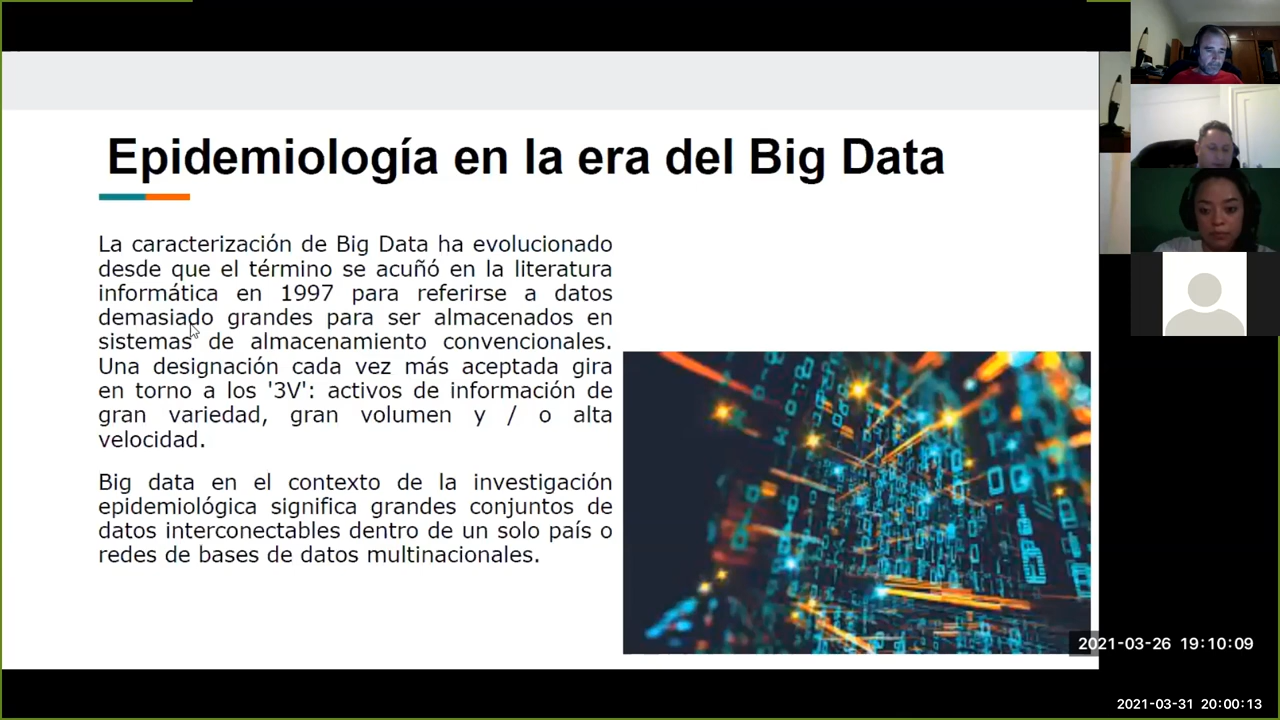 Epidemiología en la era del Big Data
La caracterización de Big Data ha evolucionado
desde que el término se acuñó en la literatura
informática en 1997 para referirse a datos
demasiado grandes para ser almacenados en
sistemas de almacenamiento convencionales.
Una designación cada vez más aceptada gira
en torno a los '3V': activos de información de
gran variedad, gran volumen y / o alta
velocidad.
Big data en el contexto de la investigación
epidemiológica significa grandes conjuntos de
datos interconectables dentro de un solo país o
redes de bases de datos multinacionales.
2021-03-26 19:10:09
2021-03-31 20:00:13